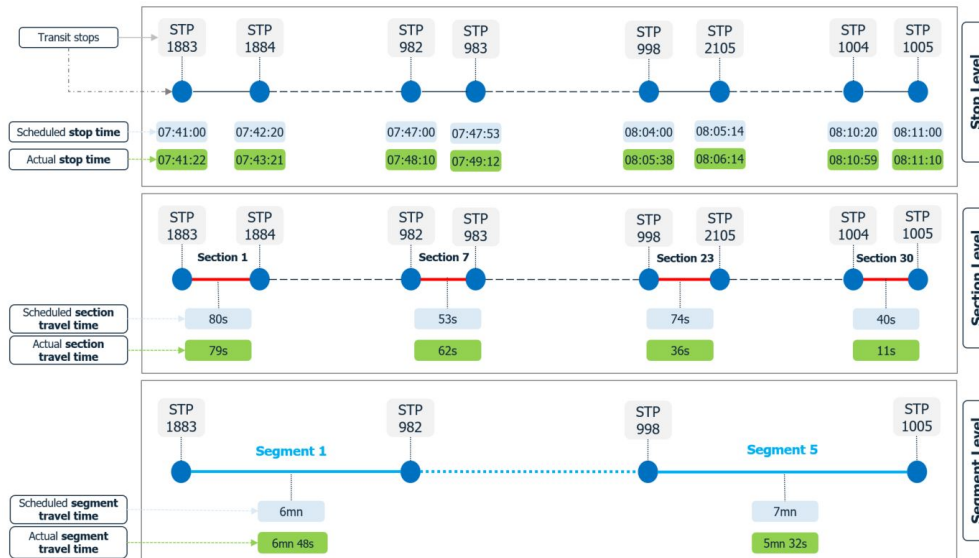 STP
1883
STP
1884
STP
982
STP
983
STP
998
STP
2105
STP
1004
STP
1005
Transit stops
Scheduled stop time
07:41:00
07:42:20
07:47:00
07:47:53
08:04:00
08:05:14
08:10:20
08:11:00
Actual stop time
07:41:22
07:43:21
07:48:10
07:49:12
08:05:38
08:06:14
08:10:59
08:11:10
Stop Level
STP
1883
STP
1884
STP
982
STP
983
STP
998
STP
2105
STP
1004
STP
1005
Section 1
Section 7
Section 23
Section 30
Scheduled section
travel time
80s
53s
74s
40s
Actual section
travel time
79s
62s
36s
11s
Section Level
STP
1883
STP
982
STP
998
STP
1005
Segment 1
Segment 5
Scheduled segment
travel time
6mn
7mn
Actual segment
travel time
6mn 48s
5mn 32s
Segment Level